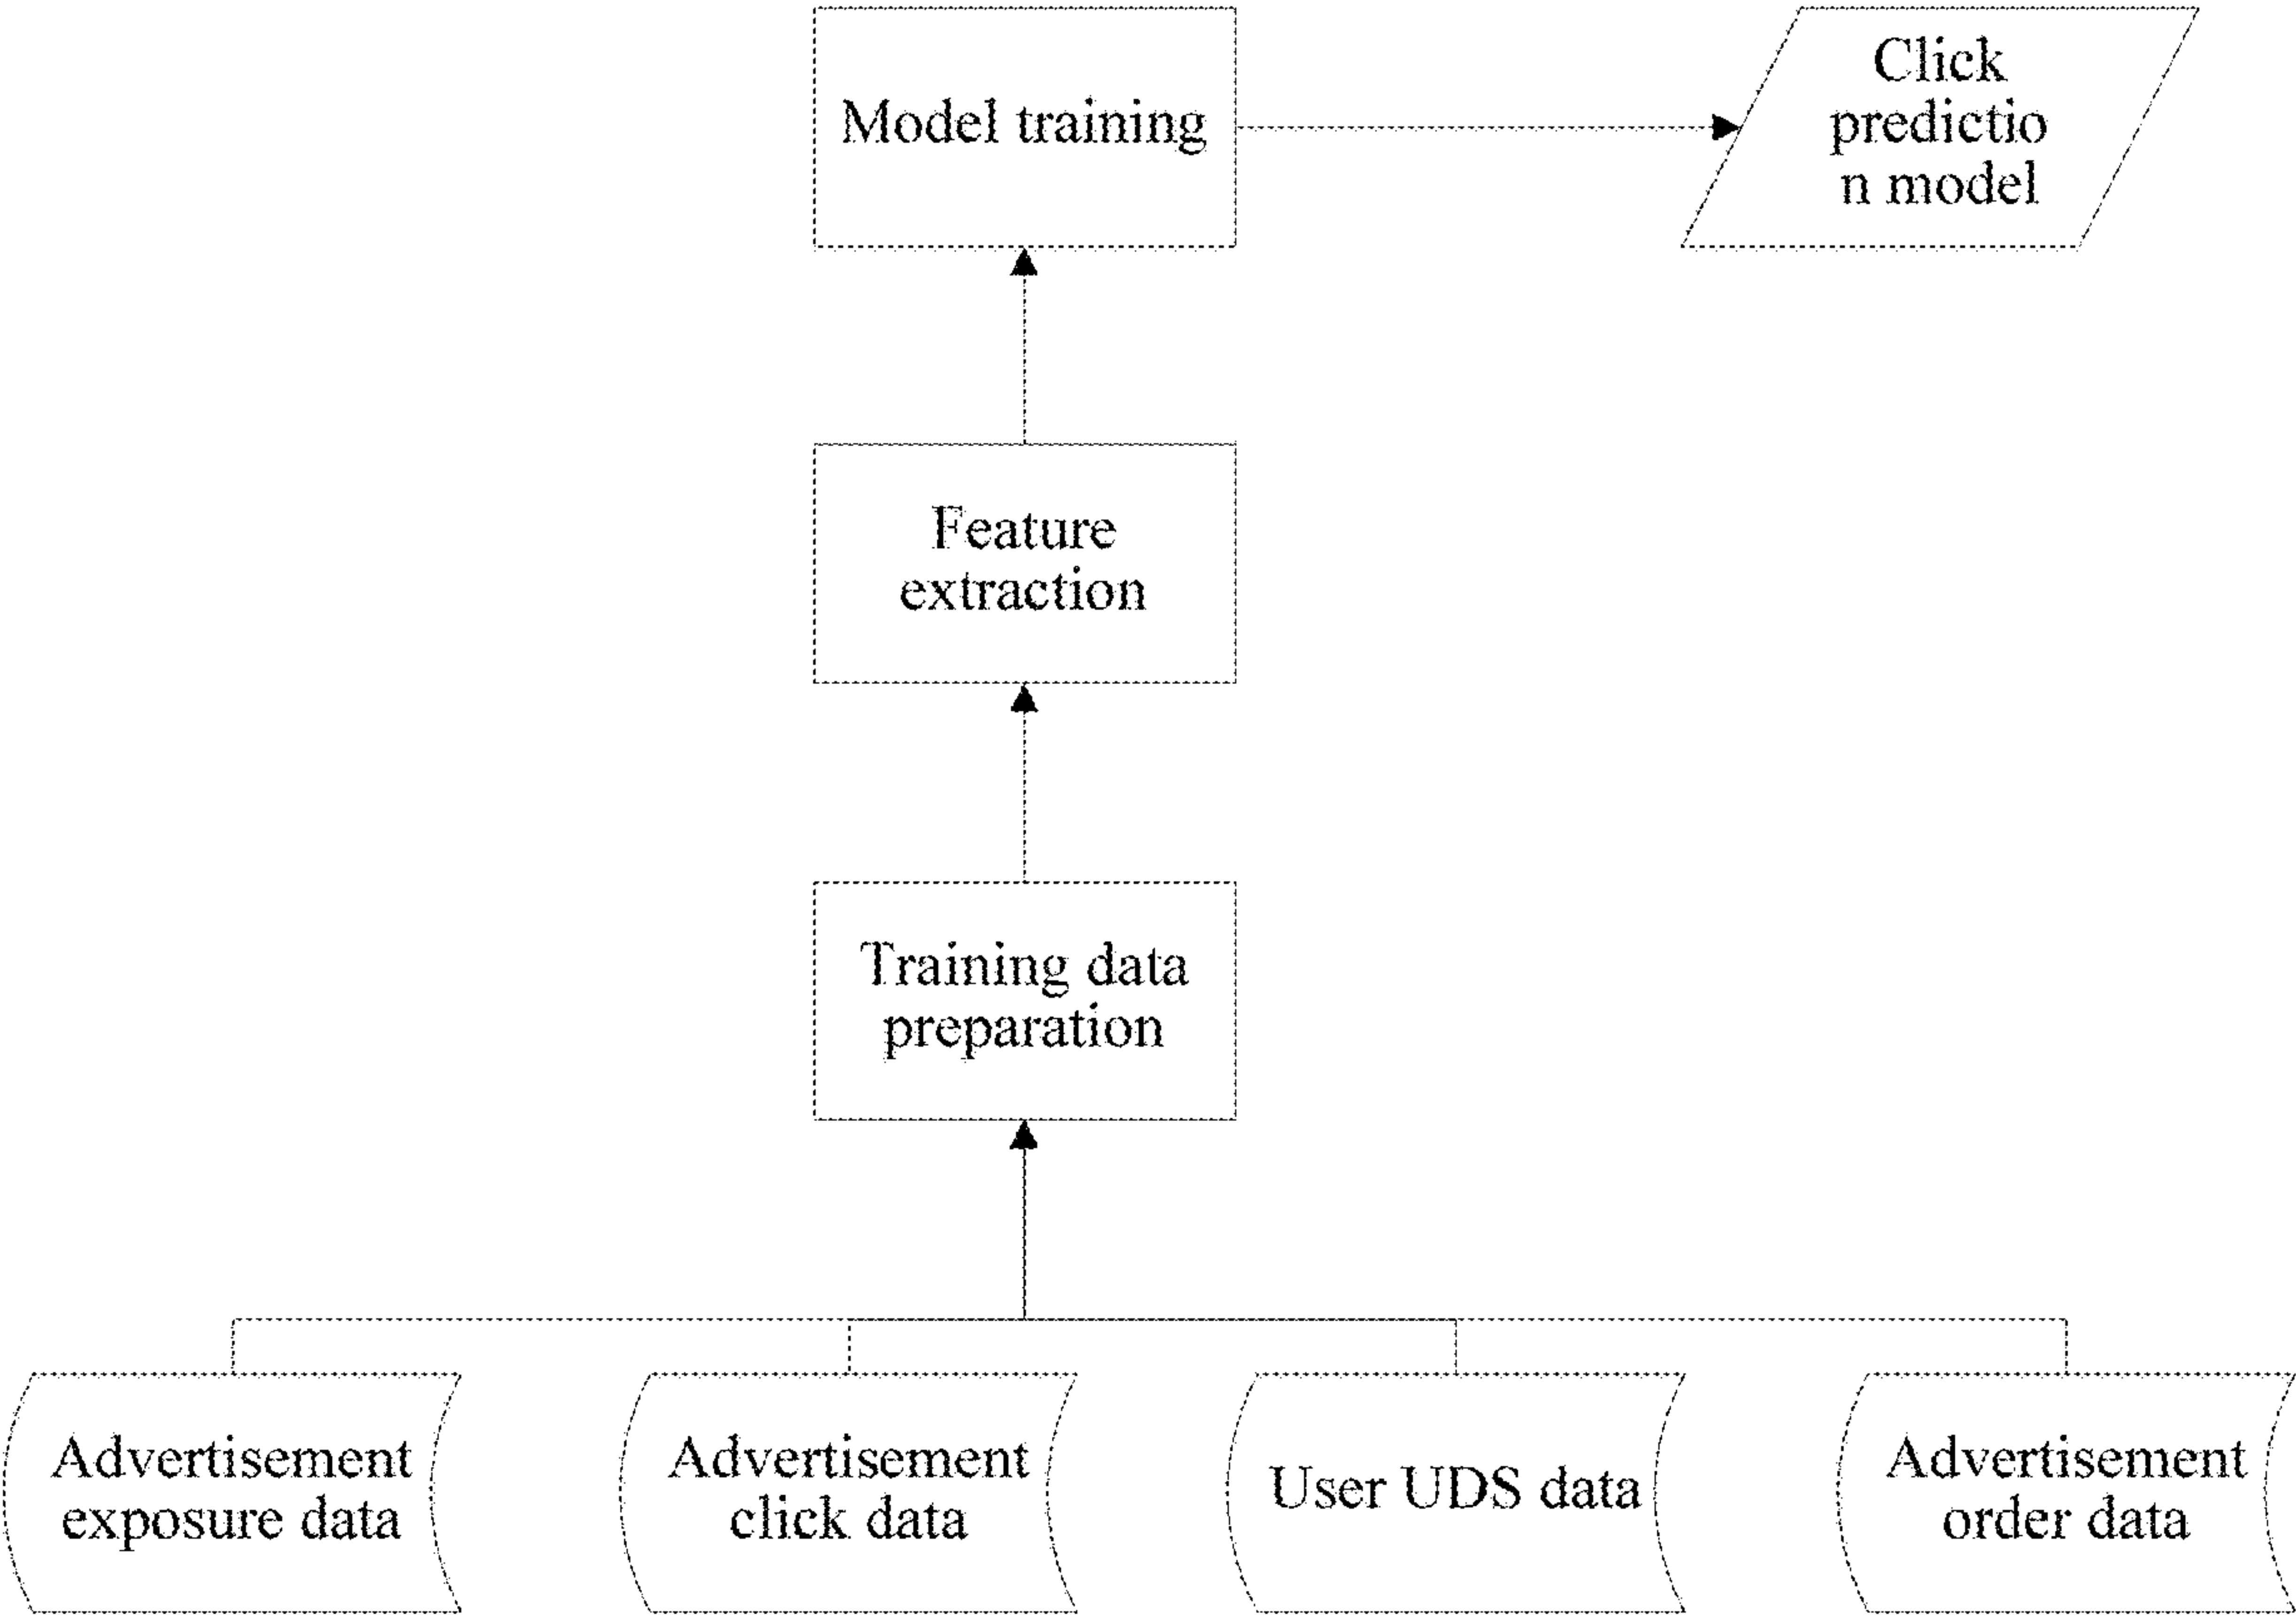 Model training
Click
predictio
n model
Feature
extraction
Training data
preparation
Advertisement
exposure data
Advertisement
click data
User UDS data
Advertisement
order data